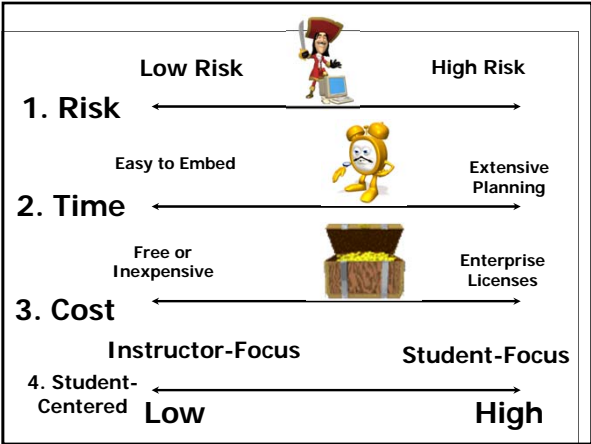 Low Risk
High Risk
1. Risk
Easy to Embed
Extensive
Planning
2. Time
Free or
Inexpensive
Enterprise
Licenses
3. Cost
Instructor-Focus
Student-Focus
4. Student-
Centered
Low
High